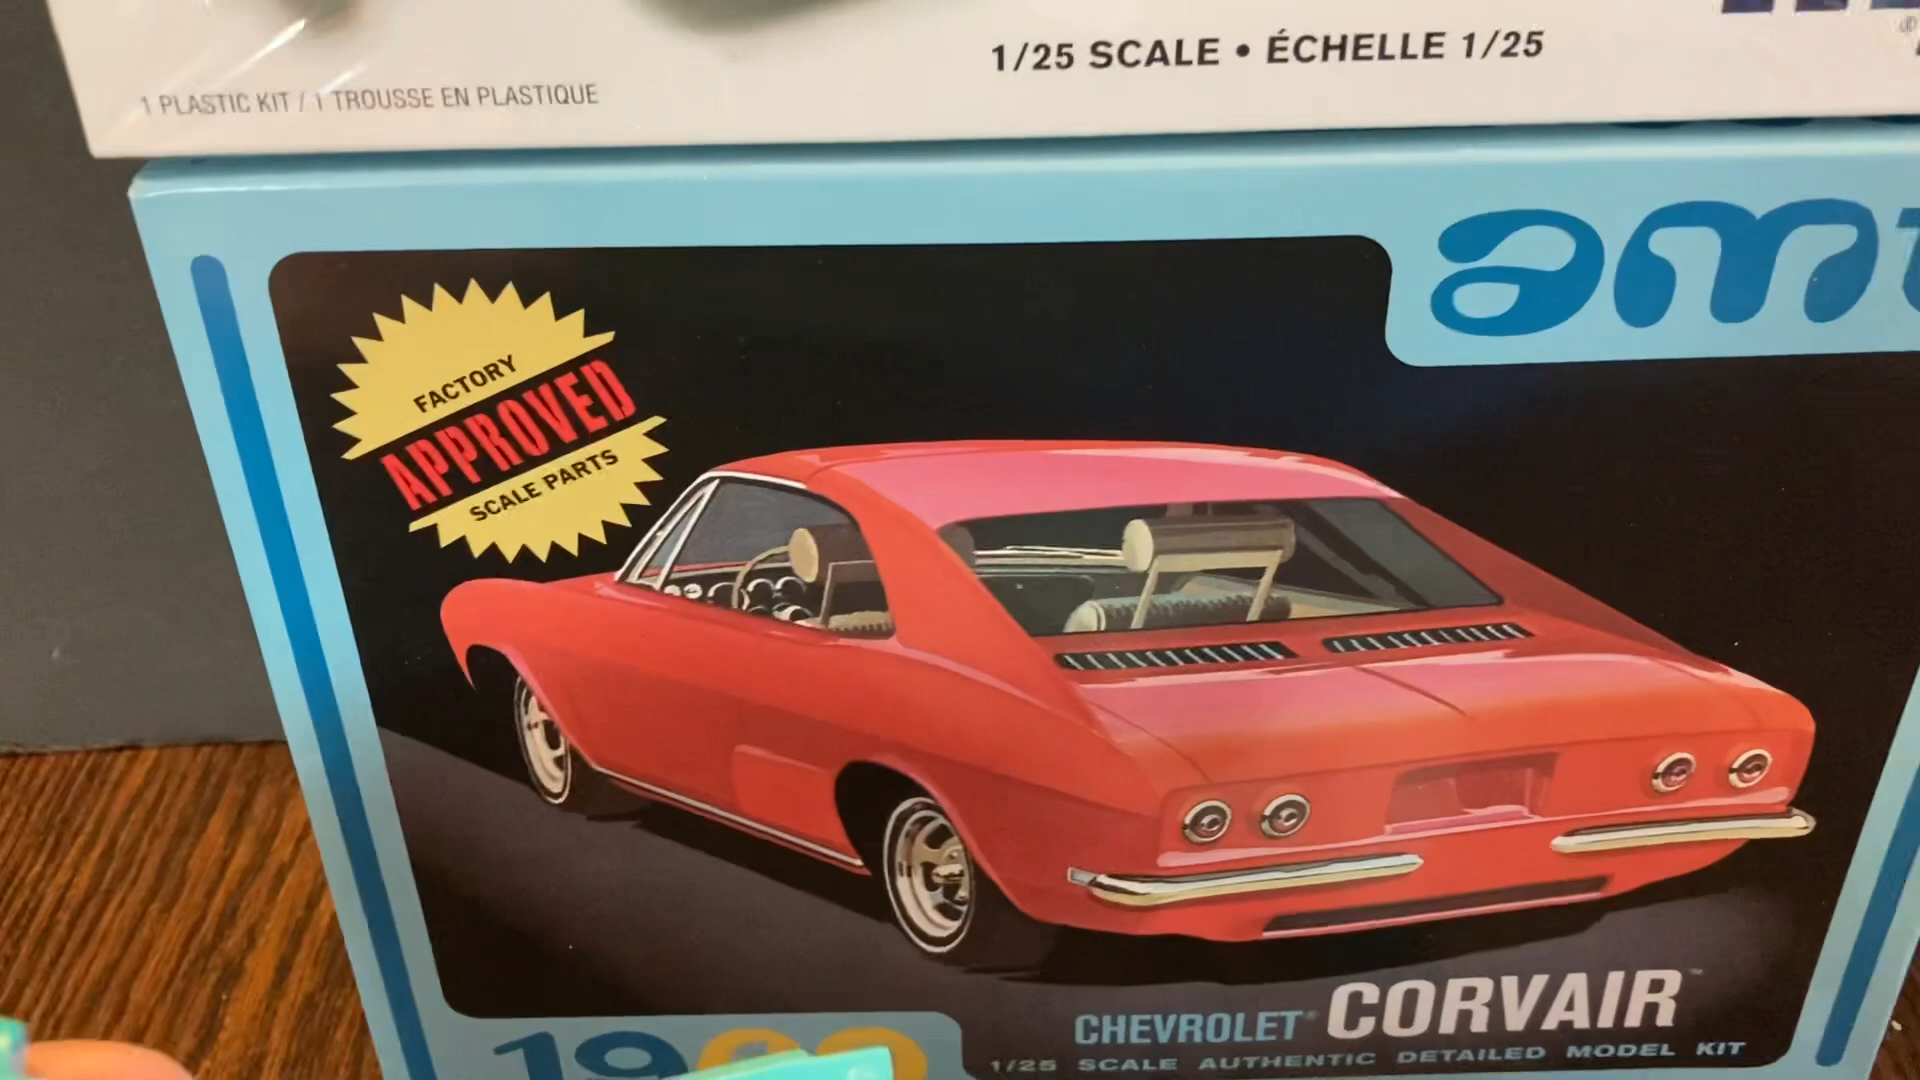 1/25 SCALE • ÉCHELLE 1/25
1 PLASTIC KIT / 1 TROUSSE EN PLASTIQUE
amt
FACTORY
APPROVED
SCALE PARTS
CHEVROLET® CORVAIR™
1/25 SCALE AUTHENTIC DETAILED MODEL KIT